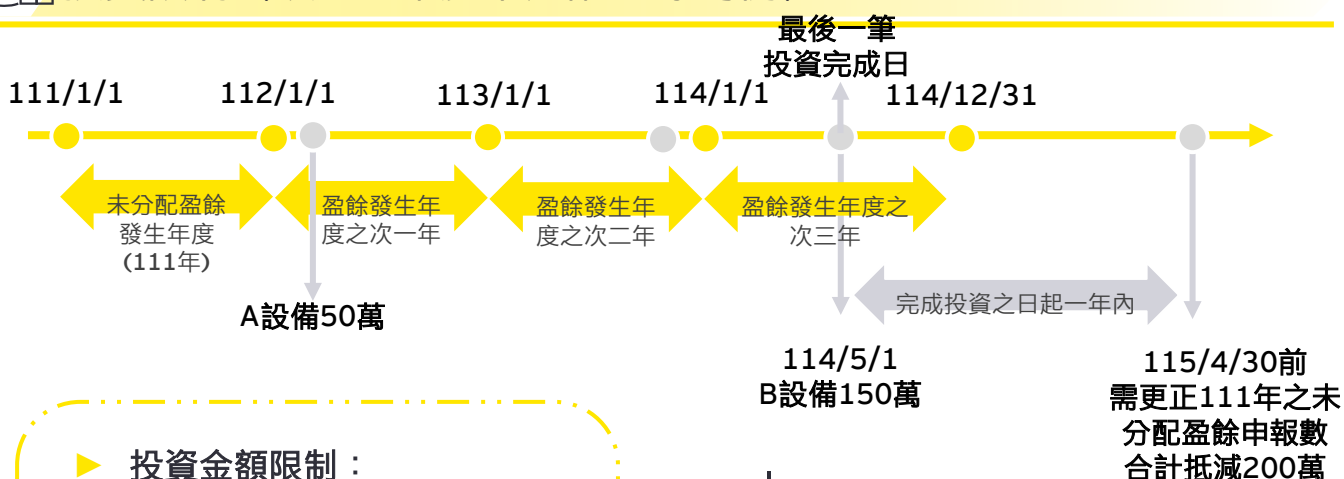 最後一筆
投資完成日
111/1/1
112/1/1
113/1/1
114/1/1
114/12/31
未分配盈餘
發生年度
(111年)
盈餘發生年
度之次一年
盈餘發生年
度之次二年
盈餘發生年度之
次三年
A設備50萬
完成投資之日起一年內
114/5/1
B設備150萬
115/4/30前
需更正111年之未
分配盈餘申報數
合計抵減200萬
► 投資金額限制：